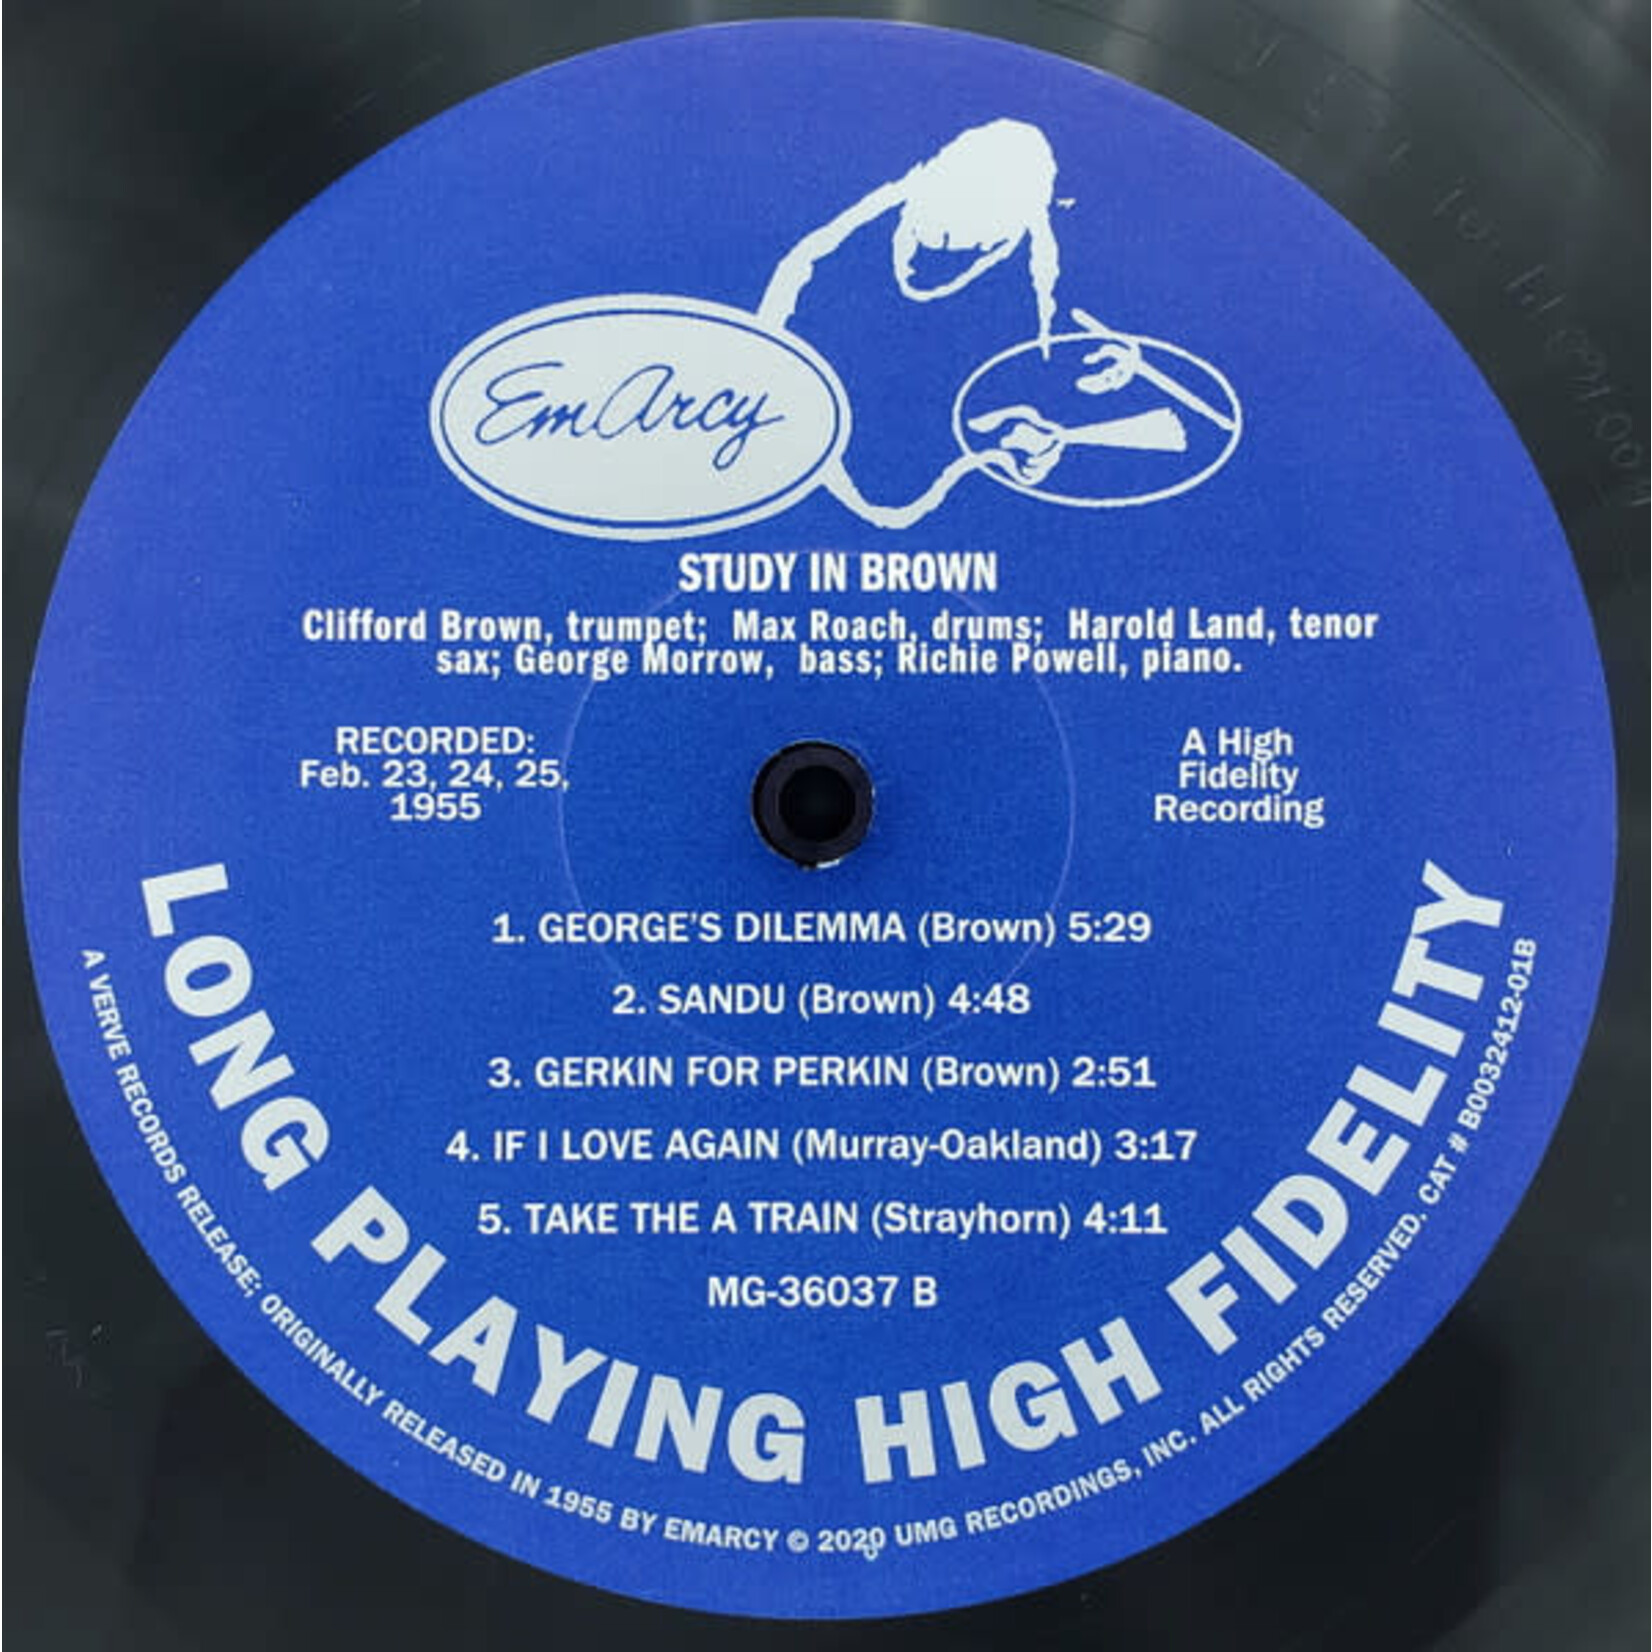 EmArcy
STUDY IN BROWN
Clifford Brown, trumpet; Max Roach, drums; Harold Land, tenor
sax; George Morrow, bass; Richie Powell, piano.
RECORDED:
Feb. 23, 24, 25,
1955
A High
Fidelity
Recording
1. GEORGE'S DILEMMA (Brown) 5:29
2. SANDU (Brown) 4:48
3. GERKIN FOR PERKIN (Brown) 2:51
4. IF I LOVE AGAIN (Murray-Oakland) 3:17
5. TAKE THE A TRAIN (Strayhorn) 4:11
MG-36037 B
LONG PLAYING HIGH FIDELITY
A VERVE RECORDS RELEASE; ORIGINALLY RELEASED IN 1955 BY EMARCY © 2020 UMG RECORDINGS, INC. ALL RIGHTS RESERVED. CAT # B0032412-01B